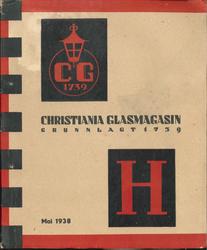 CG
1739
CHRISTIANIA GLASMAGASIN
GRUNNLAGT 1739
H
Mai 1938